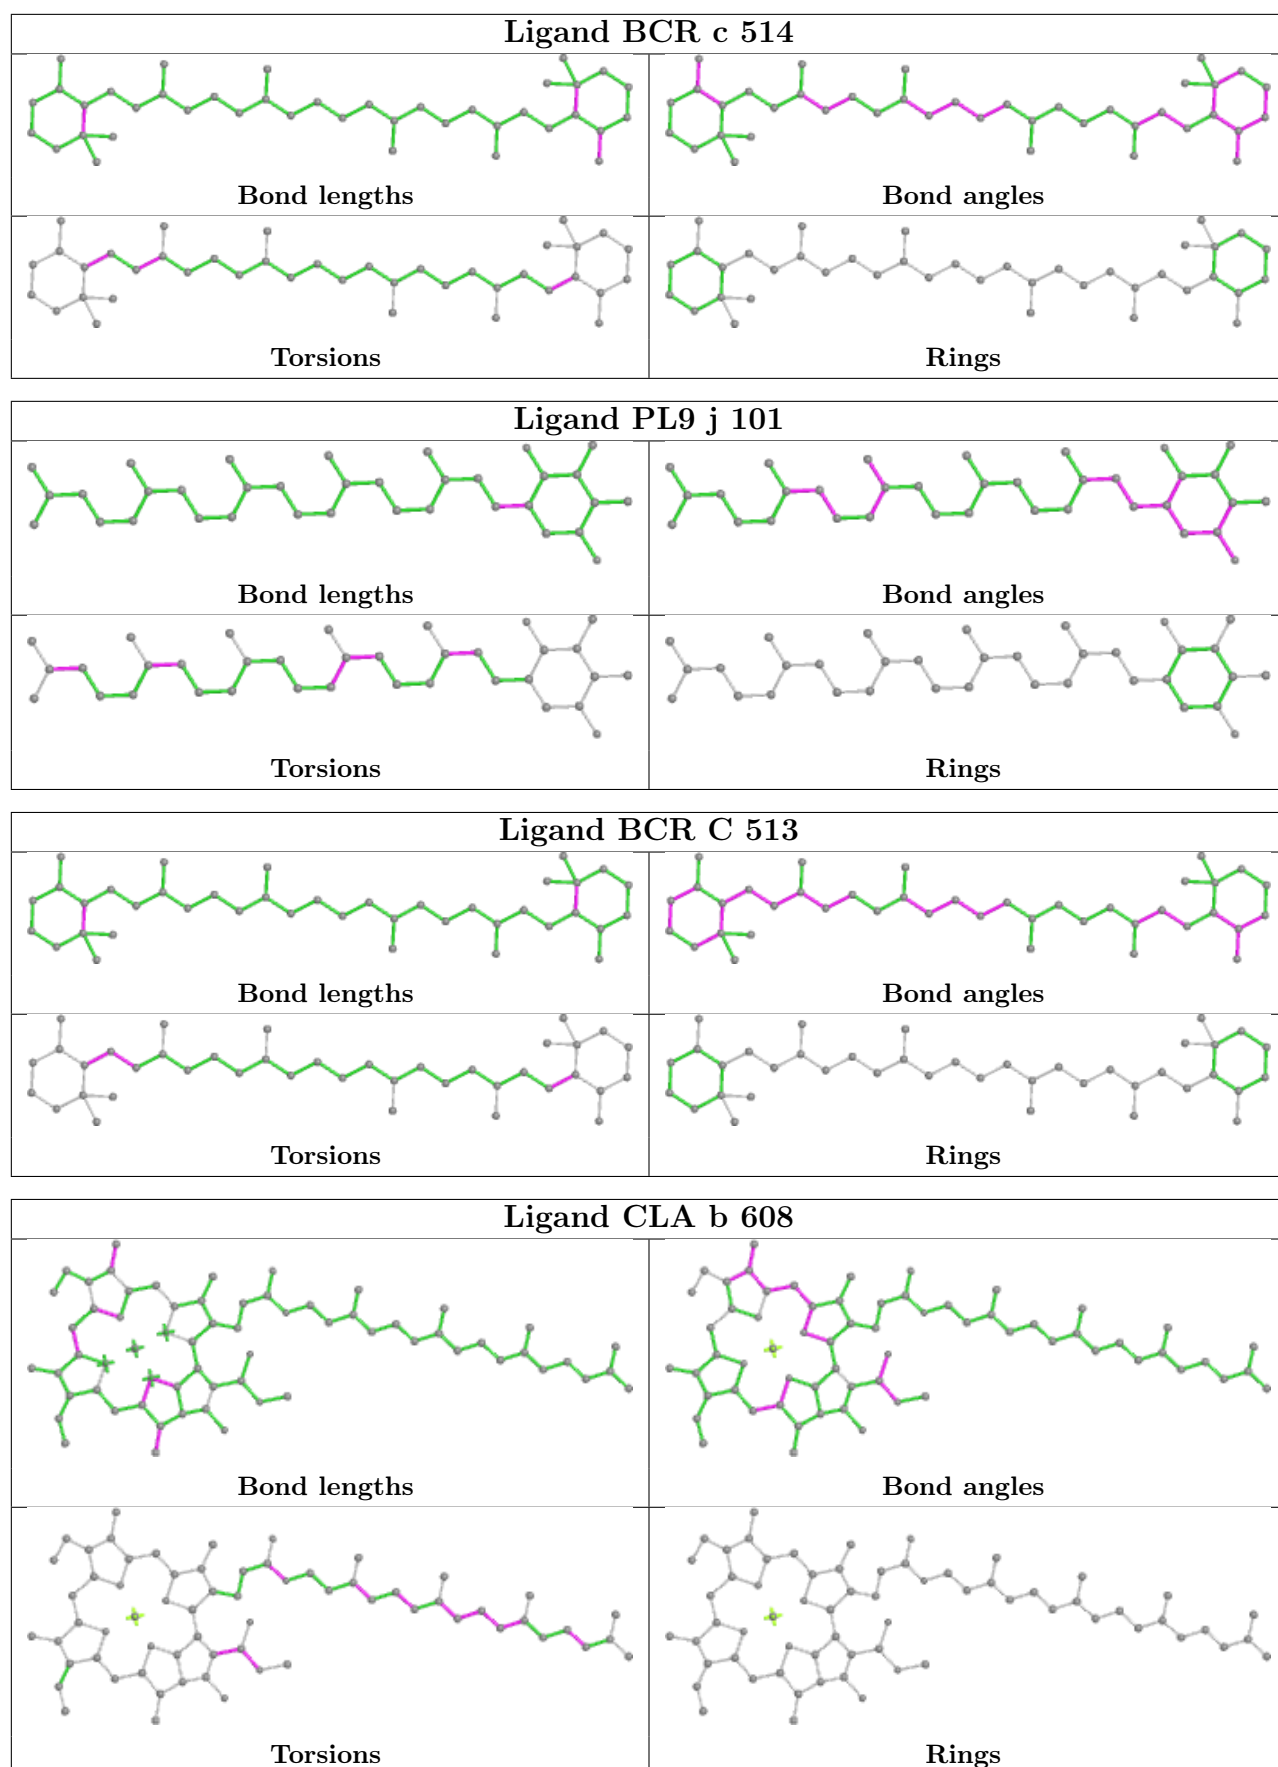 Ligand BCR c 514
Bond lengths
Bond angles
Torsions
Rings
Ligand PL9 j 101
Bond lengths
Bond angles
Torsions
Rings
Ligand BCR C 513
Bond lengths
Bond angles
Torsions
Rings
Ligand CLA b 608
Bond lengths
Bond angles
Torsions
Rings